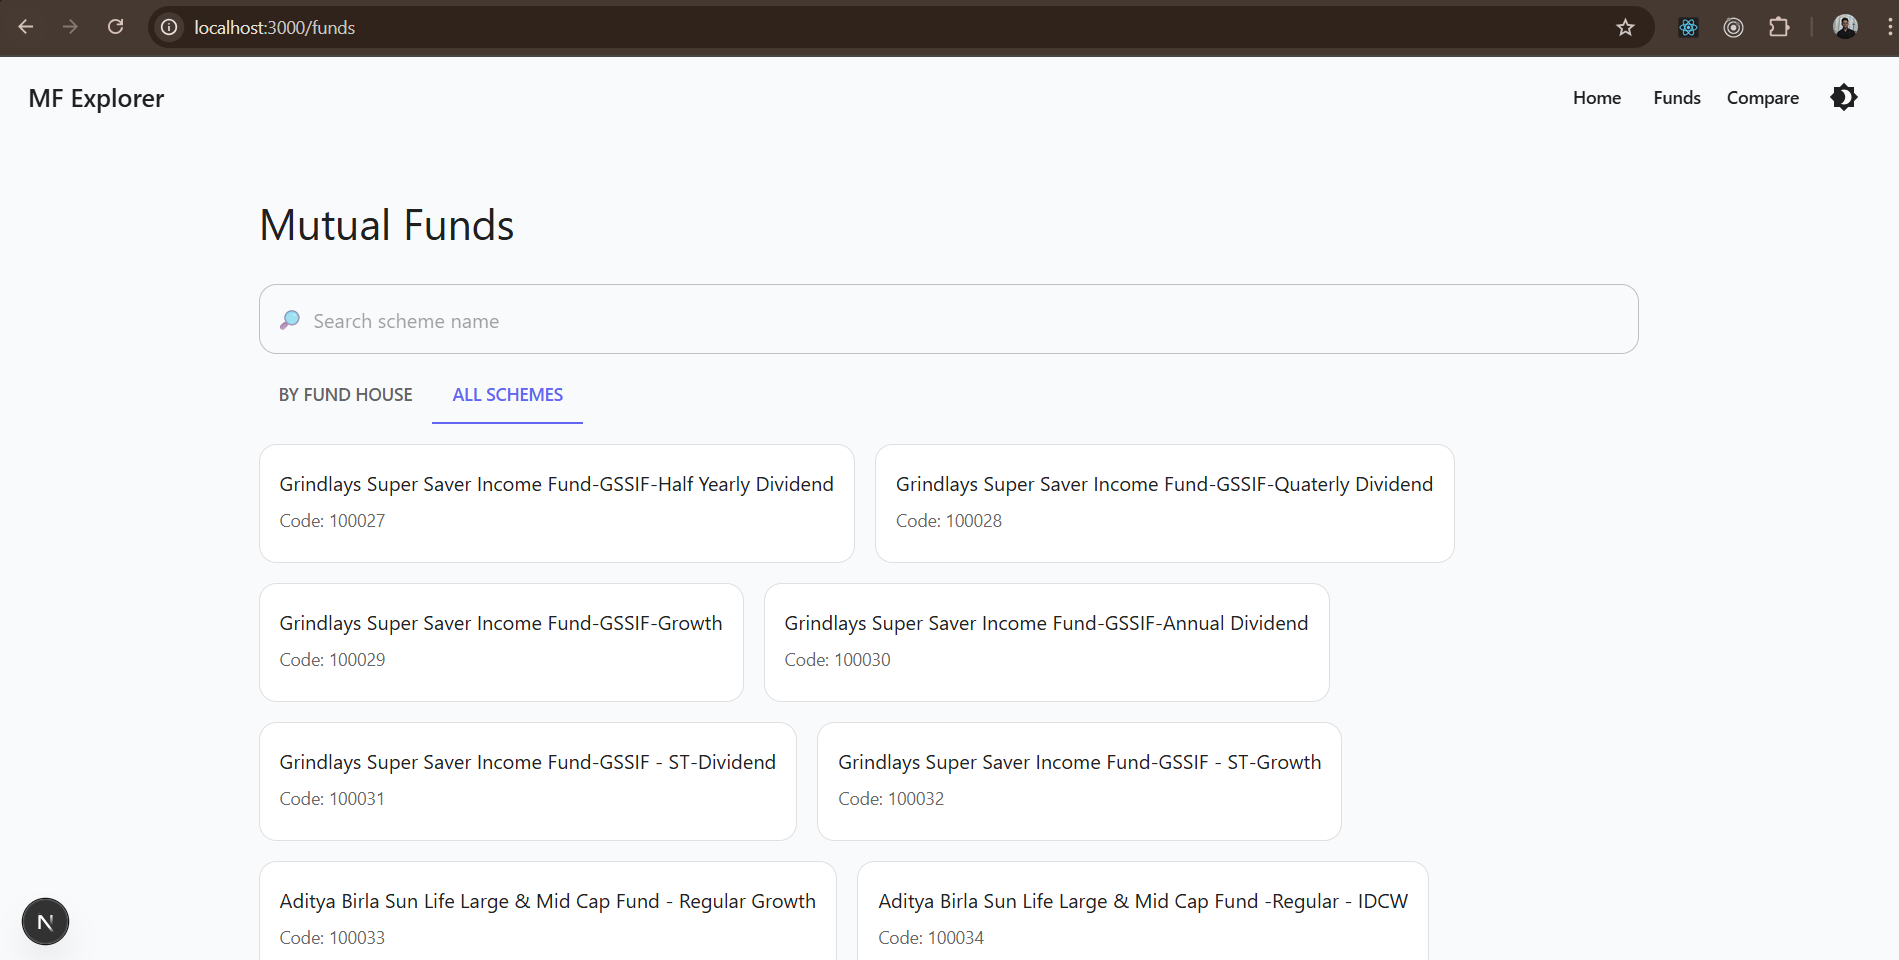 localhost:3000/funds
MF Explorer
Home Funds Compare
Mutual Funds
Search scheme name
BY FUND HOUSE ALL SCHEMES
Grindlays Super Saver Income Fund-GSSIF-Half Yearly Dividend
Code: 100027
Grindlays Super Saver Income Fund-GSSIF-Quaterly Dividend
Code: 100028
Grindlays Super Saver Income Fund-GSSIF-Growth
Code: 100029
Grindlays Super Saver Income Fund-GSSIF-Annual Dividend
Code: 100030
Grindlays Super Saver Income Fund-GSSIF - ST-Dividend
Code: 100031
Grindlays Super Saver Income Fund-GSSIF - ST-Growth
Code: 100032
Aditya Birla Sun Life Large & Mid Cap Fund - Regular Growth
Code: 100033
Aditya Birla Sun Life Large & Mid Cap Fund -Regular - IDCW
Code: 100034
N